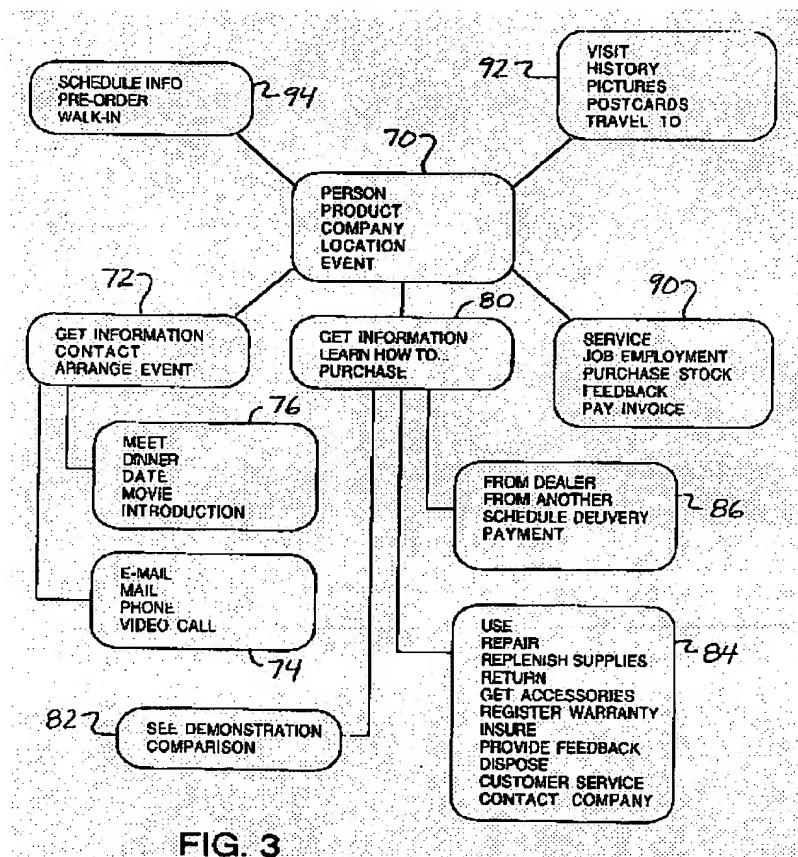 SCHEDULE INFO
PRE-ORDER
WALK-IN
94
92
VISIT
HISTORY
PICTURES
POSTCARDS
TRAVEL TO
70
PERSON
PRODUCT
COMPANY
LOCATION
EVENT
72
GET INFORMATION
CONTACT
ARRANGE EVENT
80
GET INFORMATION
LEARN HOW TO...
PURCHASE
90
SERVICE
JOB EMPLOYMENT
PURCHASE STOCK
FEEDBACK
PAY INVOICE
76
MEET
DINNER
DATE
MOVIE
INTRODUCTION
FROM DEALER
FROM ANOTHER
SCHEDULE DELIVERY
PAYMENT
86
E-MAIL
MAIL
PHONE
VIDEO CALL
74
USE
REPAIR
REPLENISH SUPPLIES
RETURN
GET ACCESSORIES
REGISTER WARRANTY
INSURE
PROVIDE FEEDBACK
DISPOSE
CUSTOMER SERVICE
CONTACT COMPANY
84
82
SEE DEMONSTRATION
COMPARISON
FIG. 3